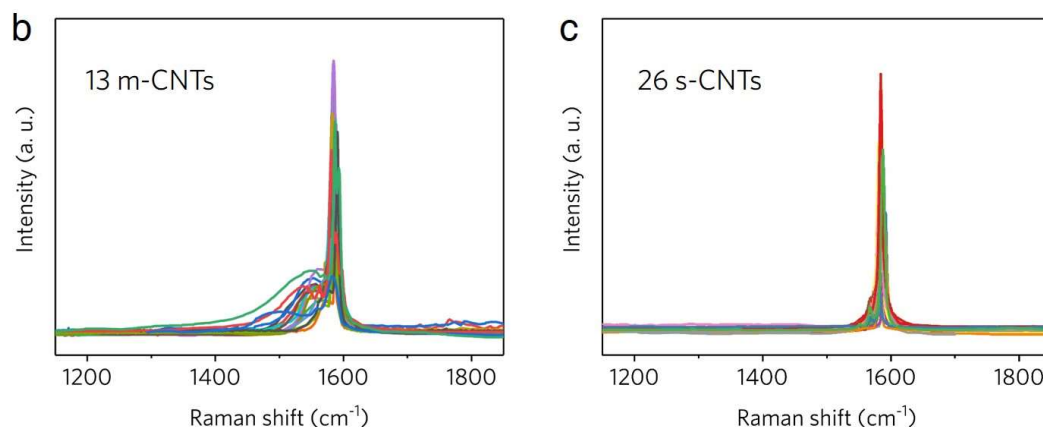 b
13 m-CNTs
Intensity (a. u.)
1200 1400 1600 1800
Raman shift (cm⁻¹)
c
26 s-CNTs
Intensity (a. u.)
1200 1400 1600 1800
Raman shift (cm⁻¹)